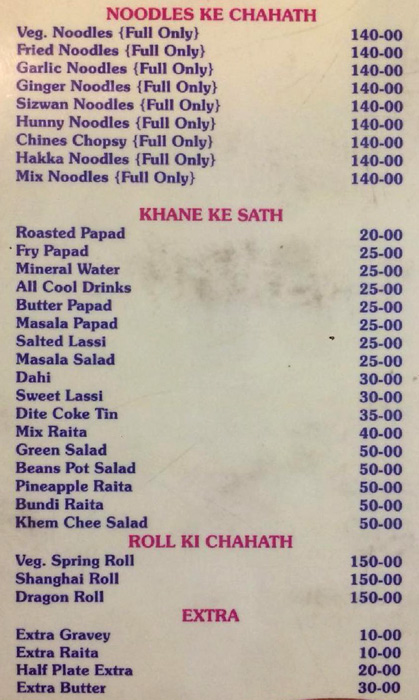 NOODLES KE CHAHATH
Veg. Noodles {Full Only} 140-00
Fried Noodles {Full Only} 140-00
Garlic Noodles {Full Only} 140-00
Ginger Noodles {Full Only} 140-00
Sizwan Noodles {Full Only} 140-00
Hunny Noodles {Full Only} 140-00
Chines Chopsy {Full Only} 140-00
Hakka Noodles {Full Only} 140-00
Mix Noodles {Full Only} 140-00
KHANE KE SATH
Roasted Papad 20-00
Fry Papad 25-00
Mineral Water 25-00
All Cool Drinks 25-00
Butter Papad 25-00
Masala Papad 25-00
Salted Lassi 25-00
Masala Salad 25-00
Dahi 30-00
Sweet Lassi 30-00
Dite Coke Tin 35-00
Mix Raita 40-00
Green Salad 50-00
Beans Pot Salad 50-00
Pineapple Raita 50-00
Bundi Raita 50-00
Khem Chee Salad 50-00
ROLL KI CHAHATH
Veg. Spring Roll 150-00
Shanghai Roll 150-00
Dragon Roll 150-00
EXTRA
Extra Gravey 10-00
Extra Raita 10-00
Half Plate Extra 20-00
Extra Butter 30-00